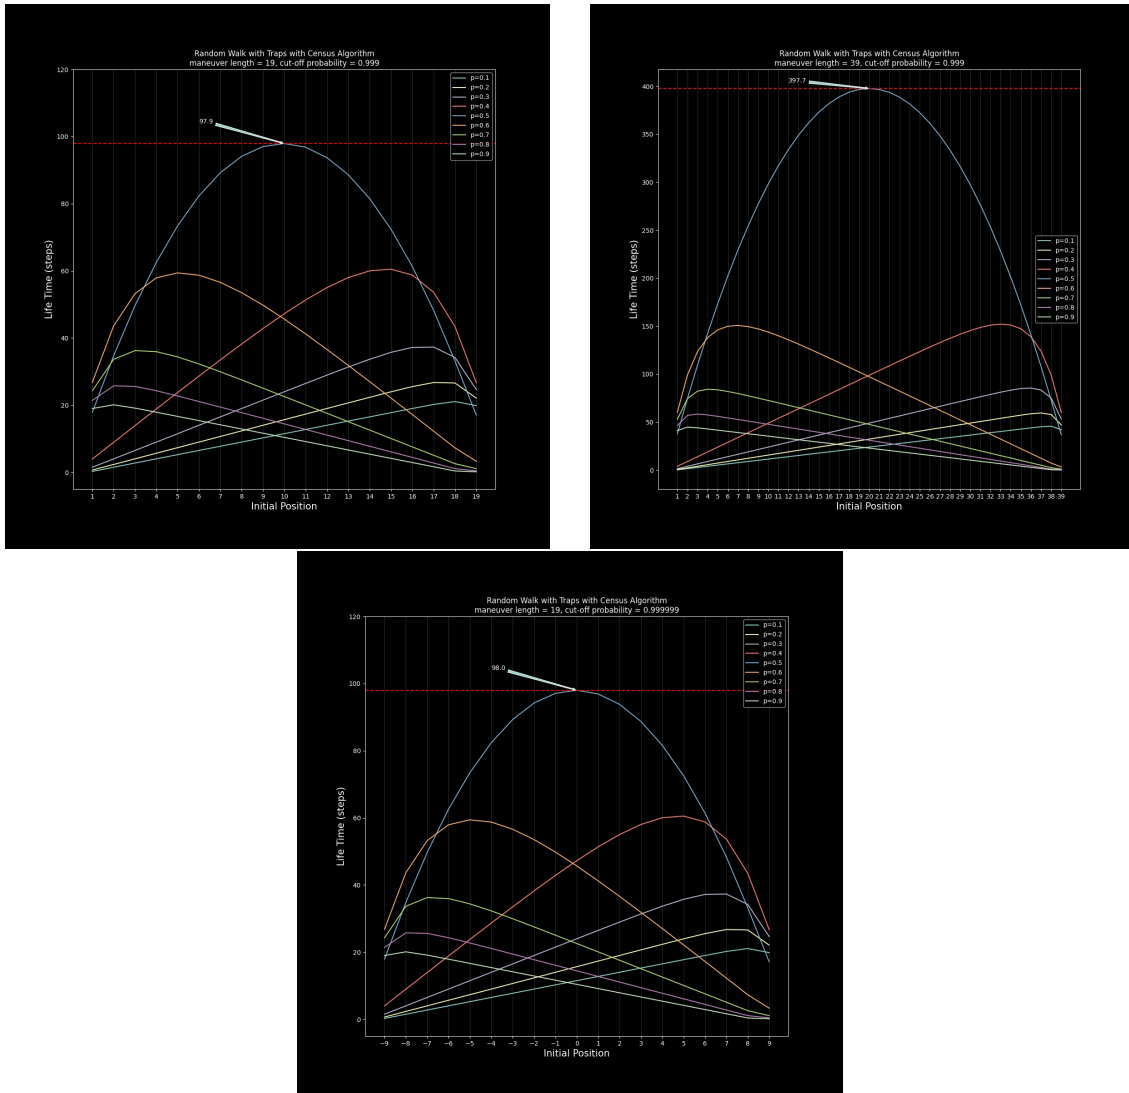 Random Walk with Traps with Census Algorithm
maneuver length = 19, cut-off probability = 0.999
120
100
80
60
40
20
0
Life Time (steps)
97.9
p=0.1
p=0.2
p=0.3
p=0.4
p=0.5
p=0.6
p=0.7
p=0.8
p=0.9
1 2 3 4 5 6 7 8 9 10 11 12 13 14 15 16 17 18 19
Initial Position
Random Walk with Traps with Census Algorithm
maneuver length = 39, cut-off probability = 0.999
400
350
300
250
200
150
100
50
0
Life Time (steps)
397.7
p=0.1
p=0.2
p=0.3
p=0.4
p=0.5
p=0.6
p=0.7
p=0.8
p=0.9
1 2 3 4 5 6 7 8 9 10 11 12 13 14 15 16 17 18 19 20 21 22 23 24 25 26 27 28 29 30 31 32 33 34 35 36 37 38 39
Initial Position
Random Walk with Traps with Census Algorithm
maneuver length = 19, cut-off probability = 0.999999
120
100
80
60
40
20
0
Life Time (steps)
98.0
p=0.1
p=0.2
p=0.3
p=0.4
p=0.5
p=0.6
p=0.7
p=0.8
p=0.9
−9 −8 −7 −6 −5 −4 −3 −2 −1 0 1 2 3 4 5 6 7 8 9
Initial Position